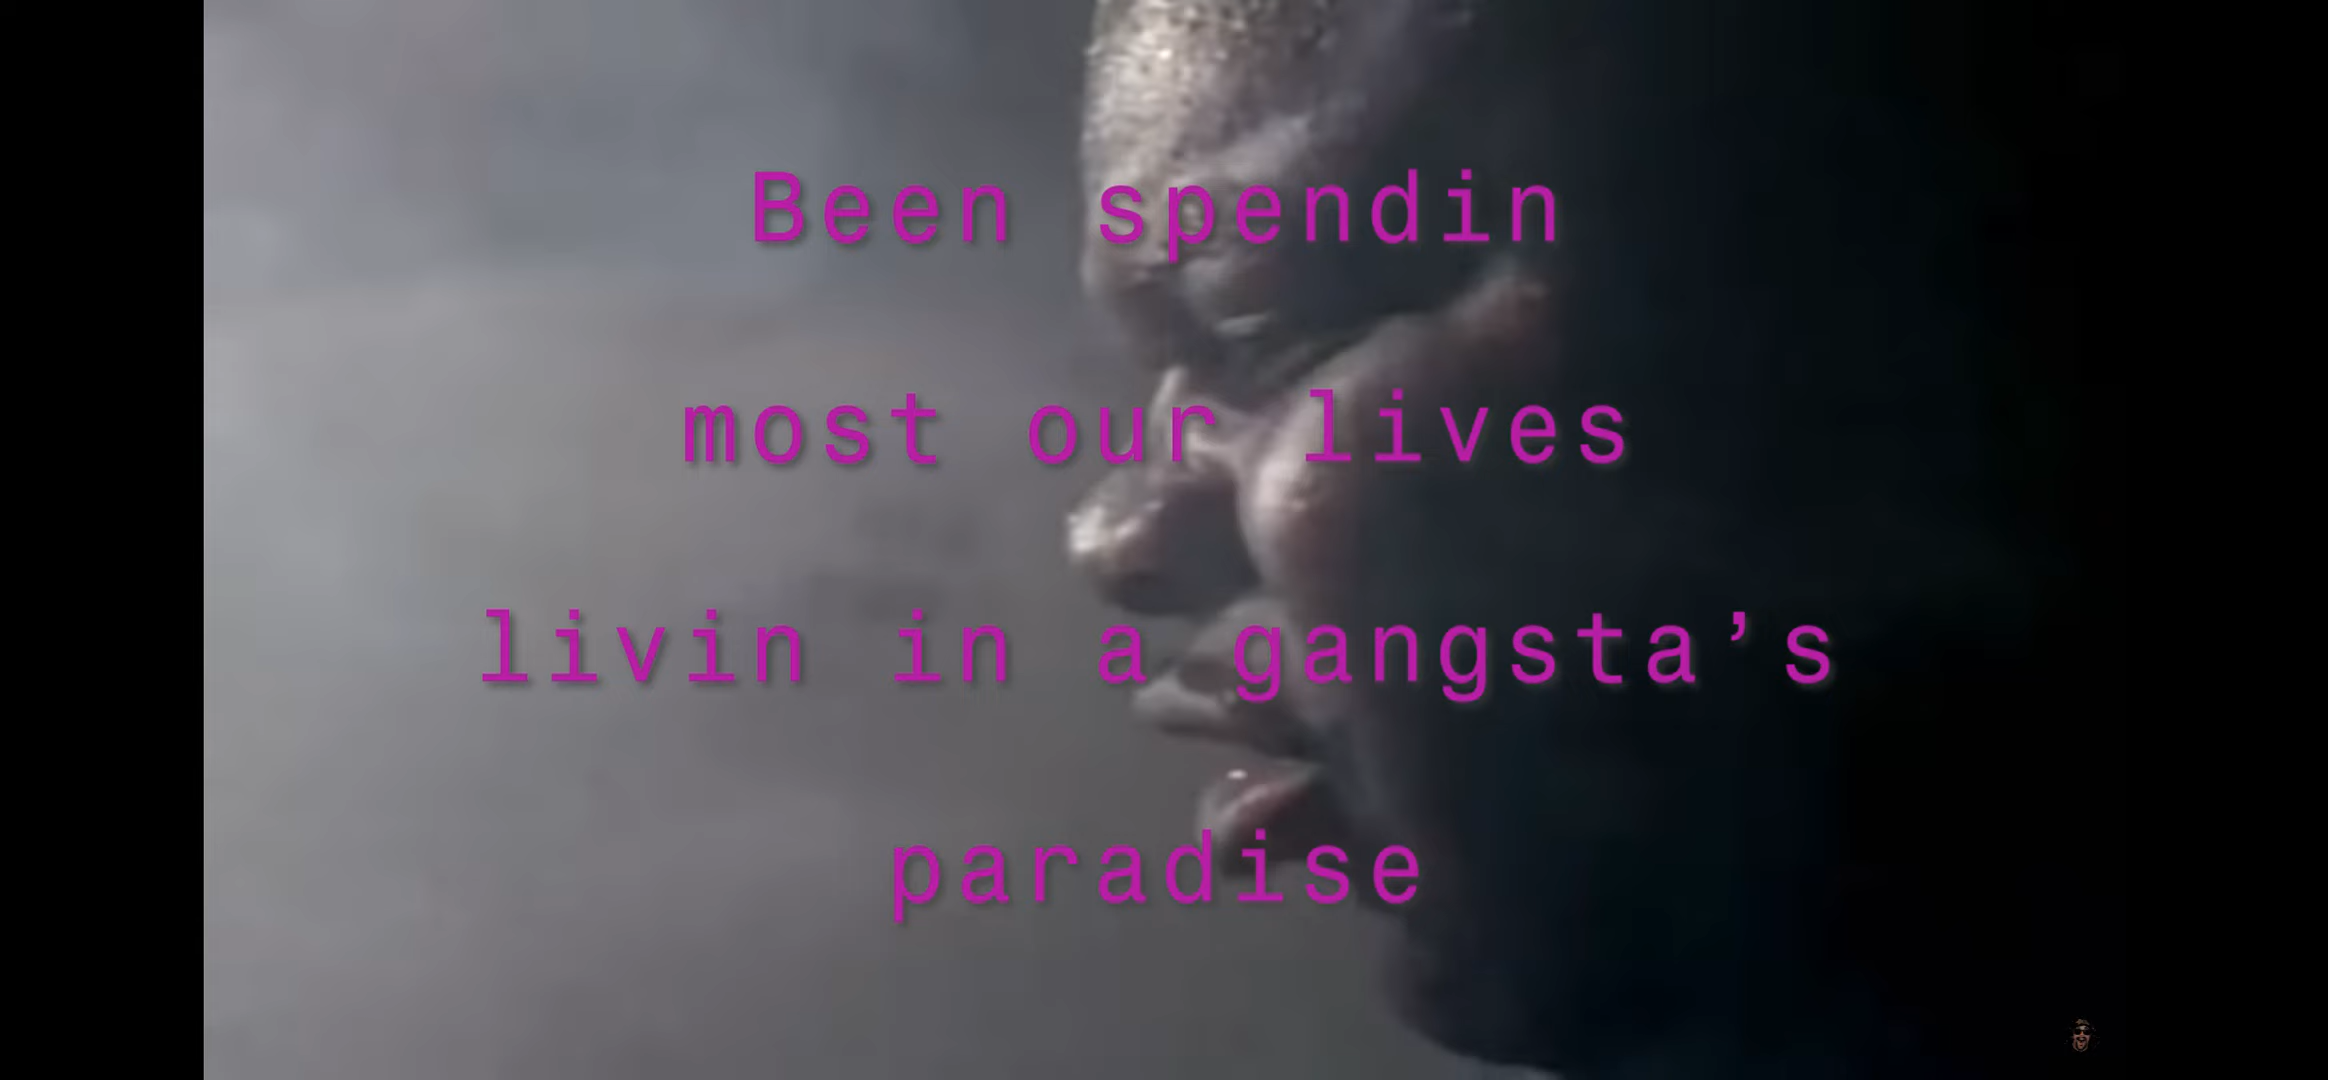 Been spendin
most our lives
livin in a gangsta’s
paradise